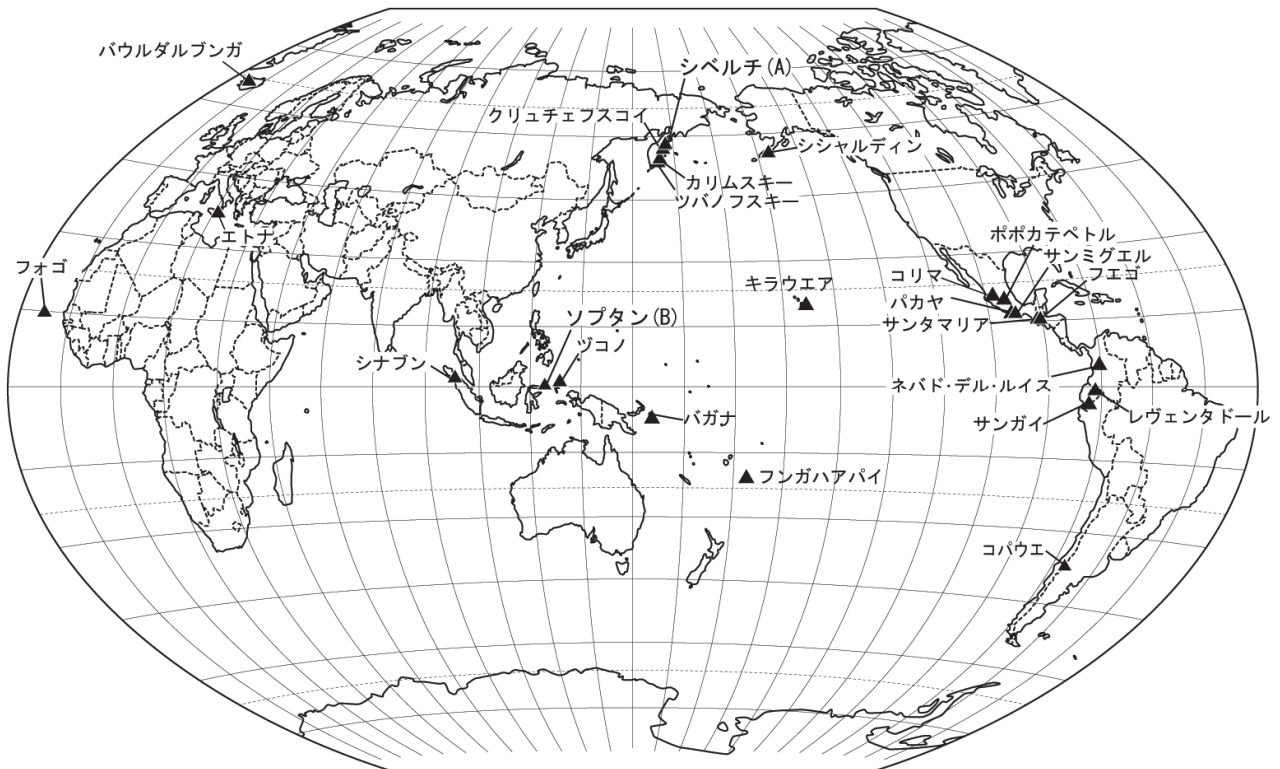 バウルダルブンガ
シベルチ(A)
クリュチェフスコイ
シシャルディン
カリムスキー
ツバノフスキー
エトナ
フォゴ
ポポカテペトル
サンミグエル
フエゴ
コリマ
パカヤ
サンタマリア
キラウエア
ソプタン(B)
ヅコノ
シナブン
ネバド・デル・ルイス
レヴェンタドール
サンガイ
バガナ
フンガハアパイ
コパウエ